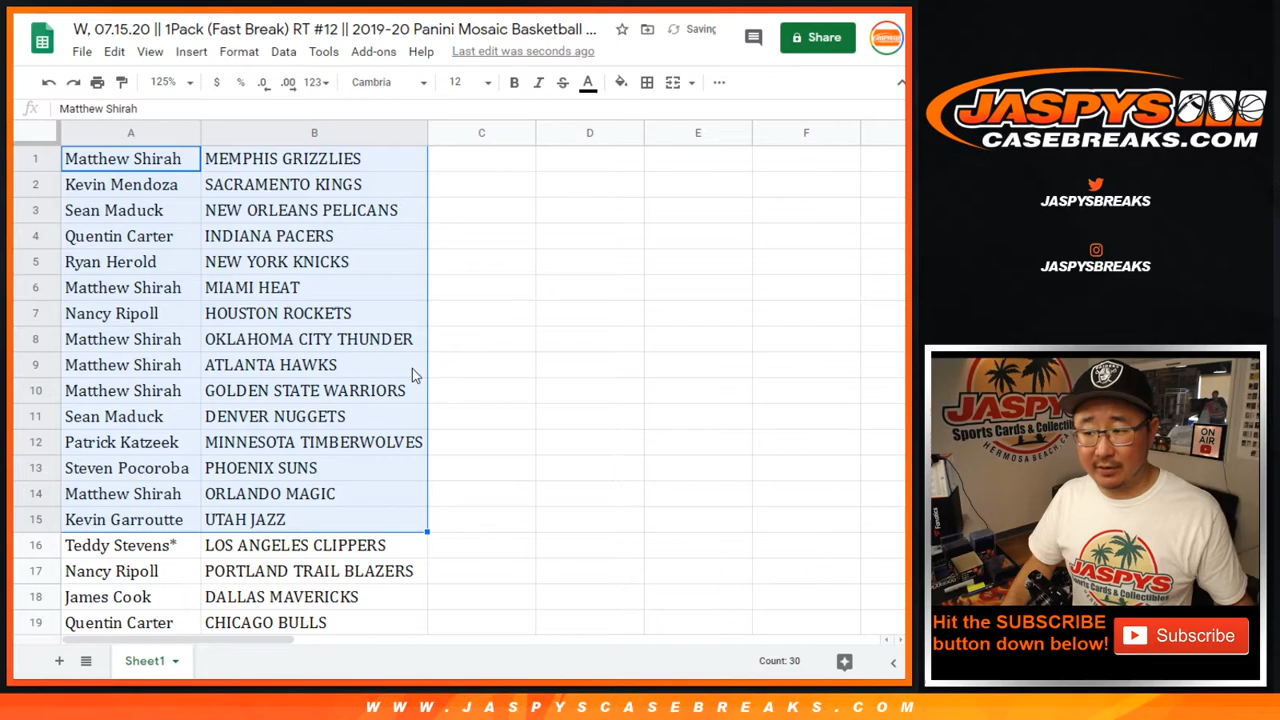 W, 07.15.20 || 1Pack (Fast Break) RT #12 || 2019-20 Panini Mosaic Basketball ...
Saving
File Edit View Insert Format Data Tools Add-ons Help Last edit was seconds ago
Share
125% $ % .0 .00 123 Cambria 12 B I S A
fx Matthew Shirah
A B C D E F
1 Matthew Shirah MEMPHIS GRIZZLIES
2 Kevin Mendoza SACRAMENTO KINGS
3 Sean Maduck NEW ORLEANS PELICANS
4 Quentin Carter INDIANA PACERS
5 Ryan Herold NEW YORK KNICKS
6 Matthew Shirah MIAMI HEAT
7 Nancy Ripoll HOUSTON ROCKETS
8 Matthew Shirah OKLAHOMA CITY THUNDER
9 Matthew Shirah ATLANTA HAWKS
10 Matthew Shirah GOLDEN STATE WARRIORS
11 Sean Maduck DENVER NUGGETS
12 Patrick Katzeek MINNESOTA TIMBERWOLVES
13 Steven Pocoroba PHOENIX SUNS
14 Matthew Shirah ORLANDO MAGIC
15 Kevin Garroutte UTAH JAZZ
16 Teddy Stevens* LOS ANGELES CLIPPERS
17 Nancy Ripoll PORTLAND TRAIL BLAZERS
18 James Cook DALLAS MAVERICKS
19 Quentin Carter CHICAGO BULLS
Sheet1
Count: 30
JASPYS
CASEBREAKS.COM
JASPYSBREAKS
JASPYSBREAKS
JASPY'S
Sports Cards & Collectibles
HERMOSA BEACH, CA
ON AIR
JASPY'S
Hit the SUBSCRIBE
button down below!
Subscribe
WWW.JASPYSCASEBREAKS.COM